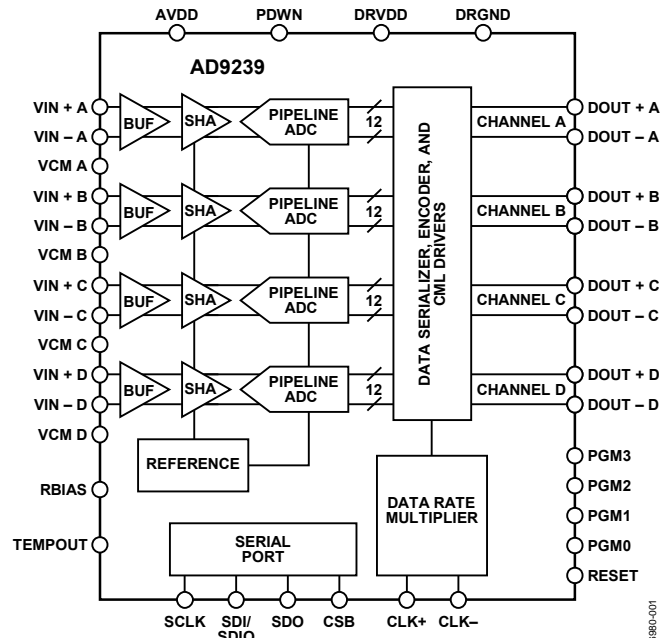 AVDD PDWN DRVDD DRGND
AD9239
VIN + A
BUF SHA PIPELINE ADC 12 CHANNEL A
DOUT + A
VIN – A
DOUT – A
VCM A
VIN + B
BUF SHA PIPELINE ADC 12 CHANNEL B
DOUT + B
VIN – B
DOUT – B
VCM B
VIN + C
BUF SHA PIPELINE ADC 12 CHANNEL C
DOUT + C
VIN – C
DOUT – C
VCM C
VIN + D
BUF SHA PIPELINE ADC 12 CHANNEL D
DOUT + D
VIN – D
DOUT – D
VCM D
DATA SERIALIZER, ENCODER, AND
CML DRIVERS
REFERENCE
RBIAS
TEMPOUT
DATA RATE
MULTIPLIER
SERIAL
PORT
PGM3
PGM2
PGM1
PGM0
RESET
SCLK SDI/ SDO CSB CLK+ CLK–
SDIO